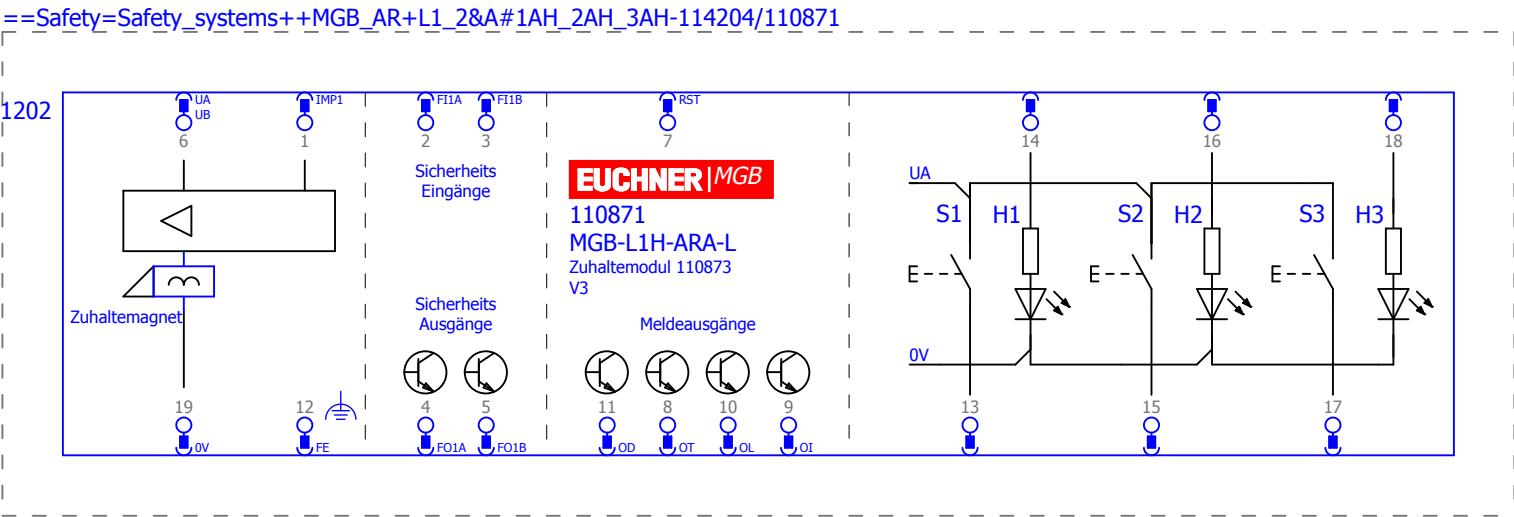 ==Safety=Safety_systems++MGB_AR+L1_2&A#1AH_2AH_3AH-114204/110871
1202
UA
UB
IMP1
FI1A
FI1B
RST
6
1
2
3
7
14
16
18
Sicherheits
Eingänge
EUCHNER|MGB
110871
MGB-L1H-ARA-L
Zuhaltemodul 110873
V3
UA
S1
H1
S2
H2
S3
H3
Zuhaltemagnet
Sicherheits
Ausgänge
Meldeausgänge
0V
19
12
4
5
11
8
10
9
13
15
17
0V
FE
FO1A
FO1B
OD
OT
OL
OI